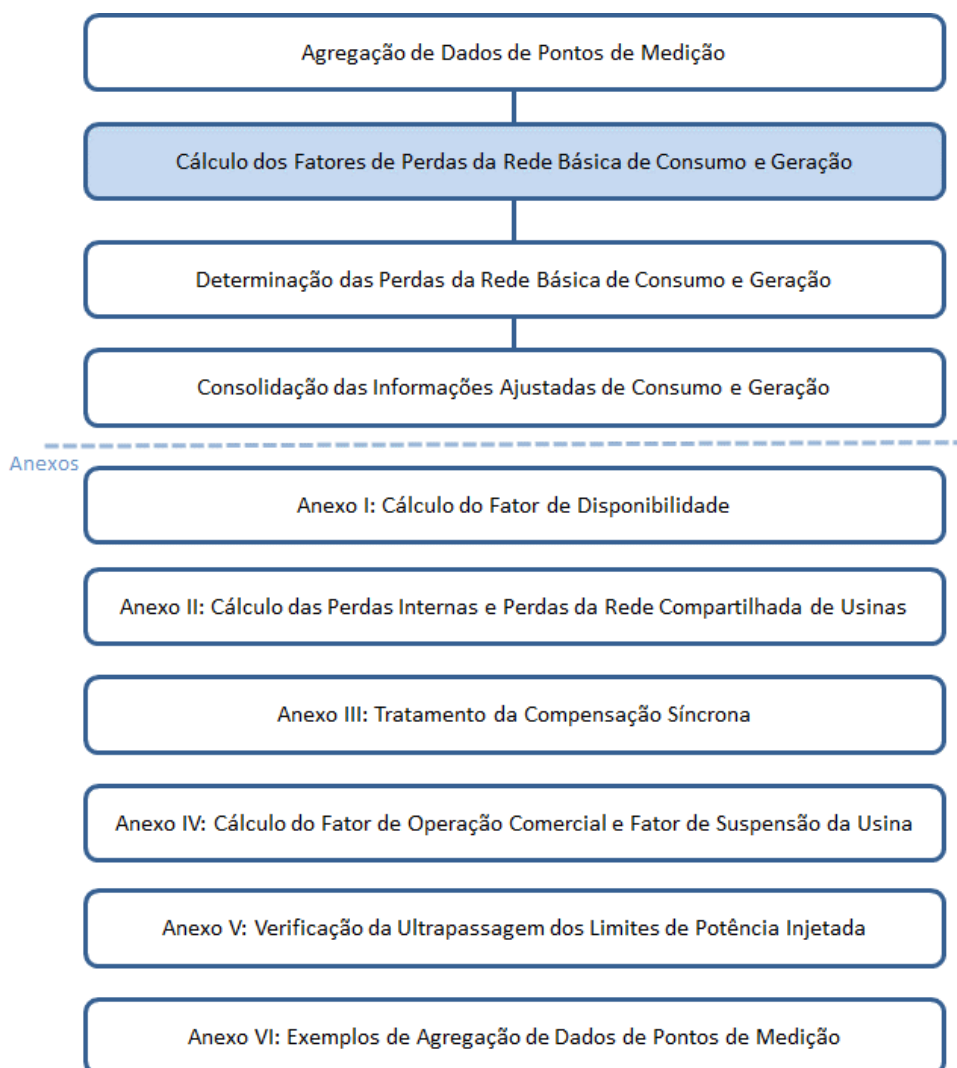 Agregação de Dados de Pontos de Medição
Cálculo dos Fatores de Perdas da Rede Básica de Consumo e Geração
Determinação das Perdas da Rede Básica de Consumo e Geração
Consolidação das Informações Ajustadas de Consumo e Geração
Anexos
Anexo I: Cálculo do Fator de Disponibilidade
Anexo II: Cálculo das Perdas Internas e Perdas da Rede Compartilhada de Usinas
Anexo III: Tratamento da Compensação Síncrona
Anexo IV: Cálculo do Fator de Operação Comercial e Fator de Suspensão da Usina
Anexo V: Verificação da Ultrapassagem dos Limites de Potência Injetada
Anexo VI: Exemplos de Agregação de Dados de Pontos de Medição